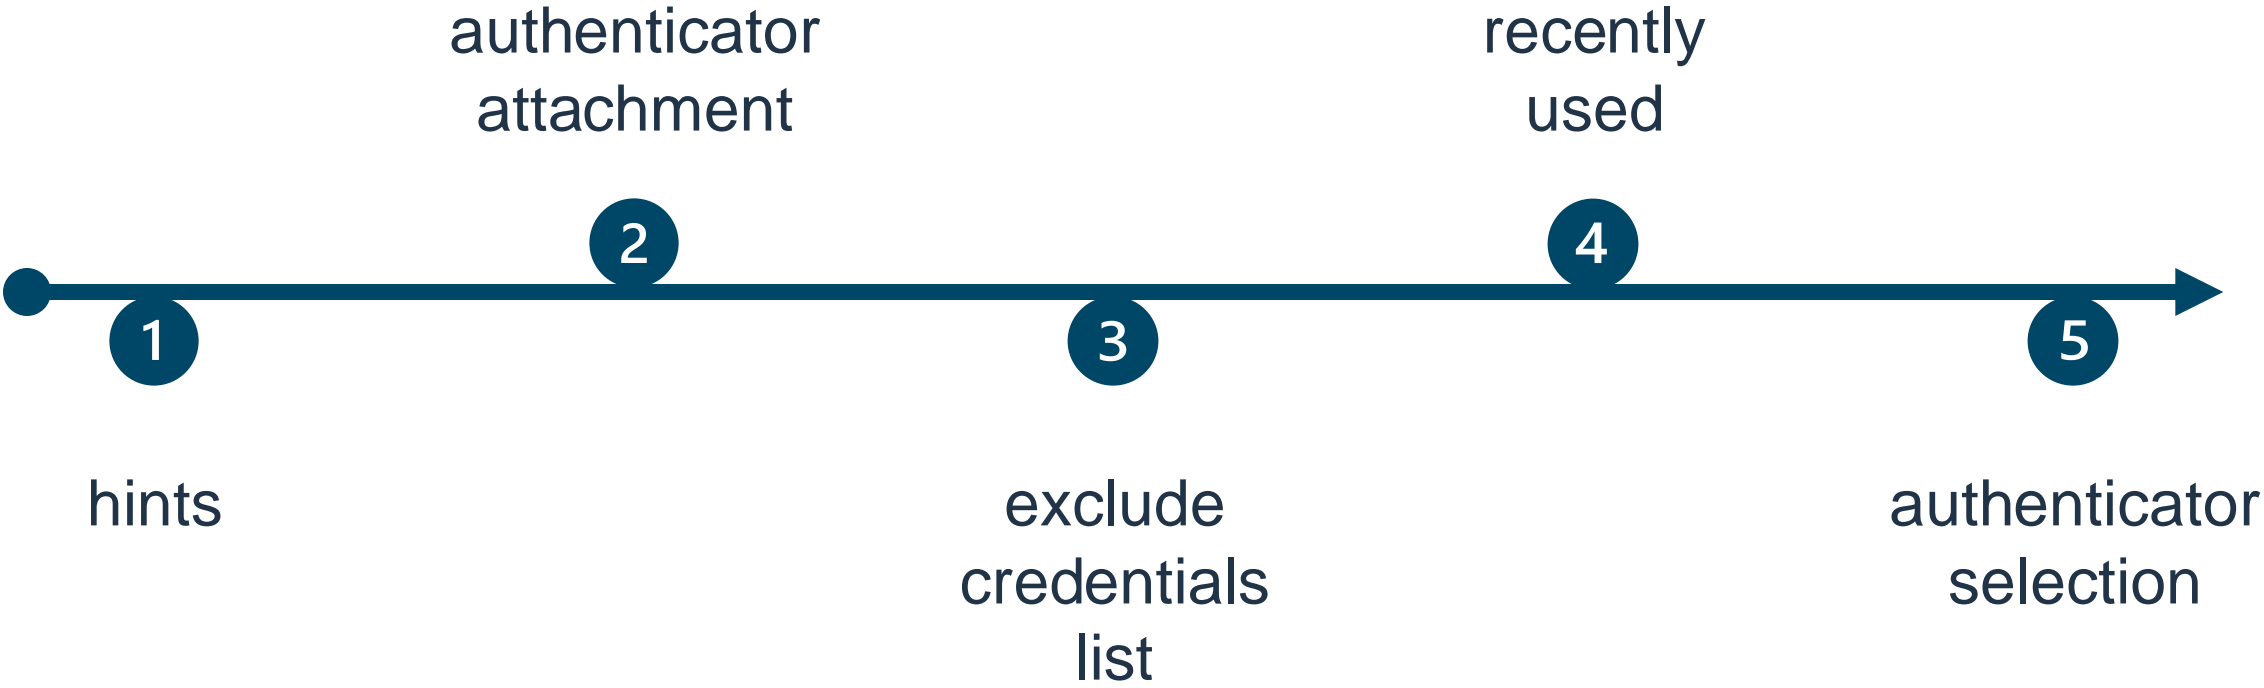 authenticator
attachment
recently
used
2
4
1
3
5
hints
exclude
credentials
list
authenticator
selection